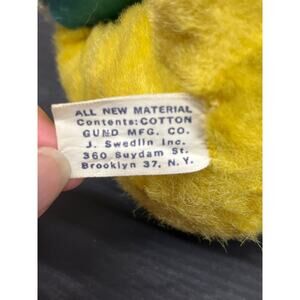 ALL NEW MATERIAL
Contents: COTTON
GUND MFG. CO.
J. Swedlin Inc.
360 Suydam St.
Brooklyn 37, N. Y.